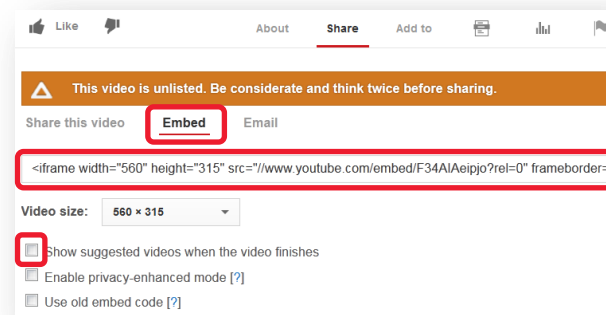 Like About Share Add to
This video is unlisted. Be considerate and think twice before sharing.
Share this video Embed Email
<iframe width="560" height="315" src="//www.youtube.com/embed/F34AIAeipjo?rel=0" frameborder=
Video size: 560 × 315
Show suggested videos when the video finishes
Enable privacy-enhanced mode [?]
Use old embed code [?]